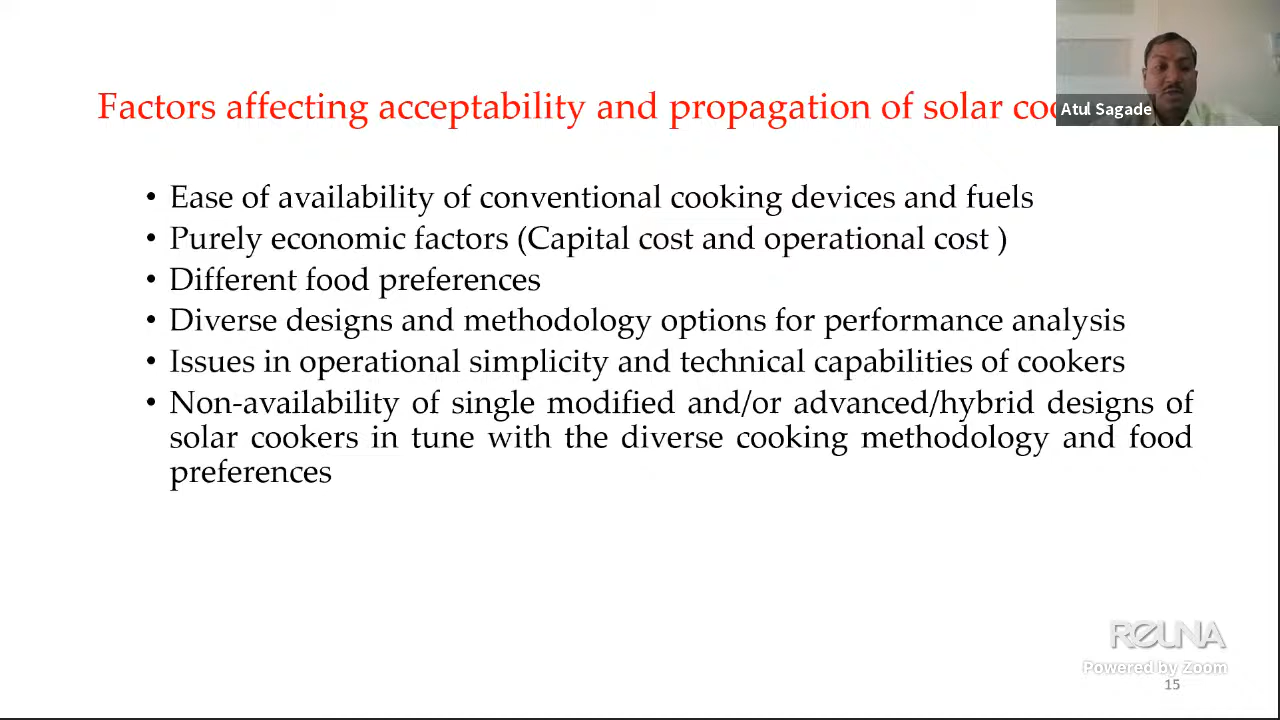 Factors affecting acceptability and propagation of solar
Atul Sagade
• Ease of availability of conventional cooking devices and fuels
• Purely economic factors (Capital cost and operational cost )
• Different food preferences
• Diverse designs and methodology options for performance analysis
• Issues in operational simplicity and technical capabilities of cookers
• Non-availability of single modified and/or advanced/hybrid designs of
solar cookers in tune with the diverse cooking methodology and food
preferences
REUNA
Powered by Zoom
15